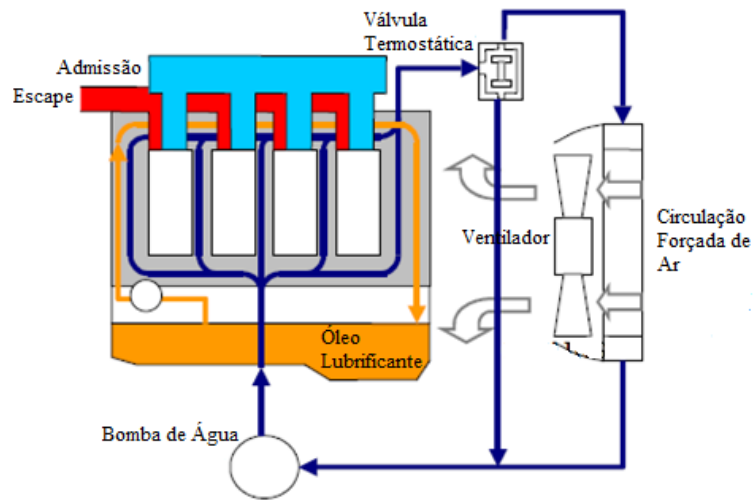 Válvula
Termostática
Admissão
Escape
Ventilador
Circulação
Forçada de
Ar
Óleo
Lubrificante
Bomba de Água